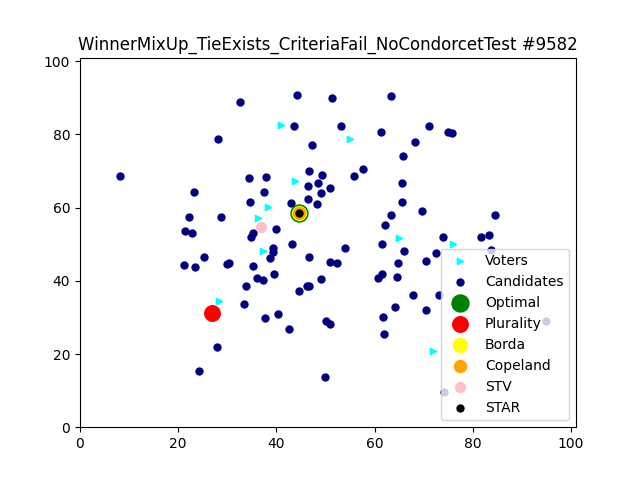 WinnerMixUp_TieExists_CriteriaFail_NoCondorcetTest #9582
100
80
60
40
20
0
0 20 40 60 80 100
Voters
Candidates
Optimal
Plurality
Borda
Copeland
STV
STAR